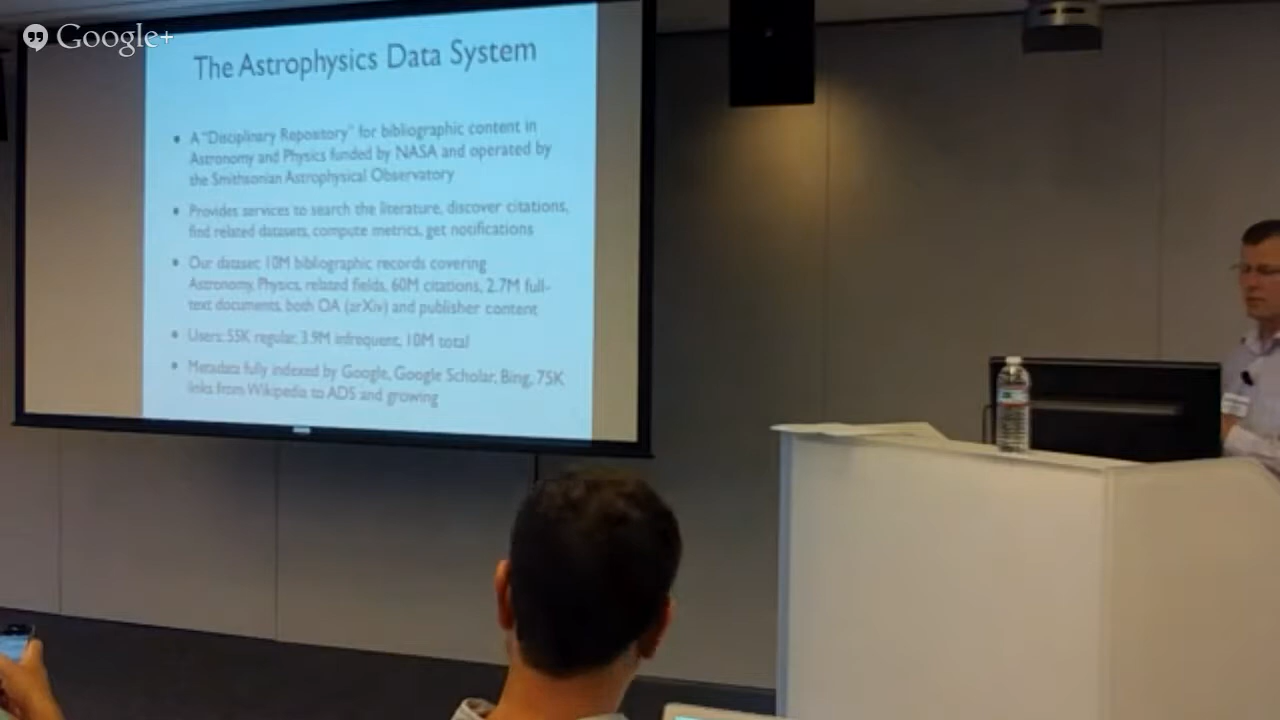 Google+
The Astrophysics Data System
• A "Disciplinary Repository" for bibliographic content in
Astronomy and Physics funded by NASA and operated by
the Smithsonian Astrophysical Observatory
• Provides services to search the literature, discover citations,
find related datasets, compute metrics, get notifications
• Our dataset: 10M bibliographic records covering
Astronomy, Physics, related fields, 60M citations, 2.7M full-
text documents, both OA (arXiv) and publisher content
• Users: 55K regular, 3.9M infrequent, 10M total
• Metadata fully indexed by Google, Google Scholar, Bing, 75K
links from Wikipedia to ADS and growing